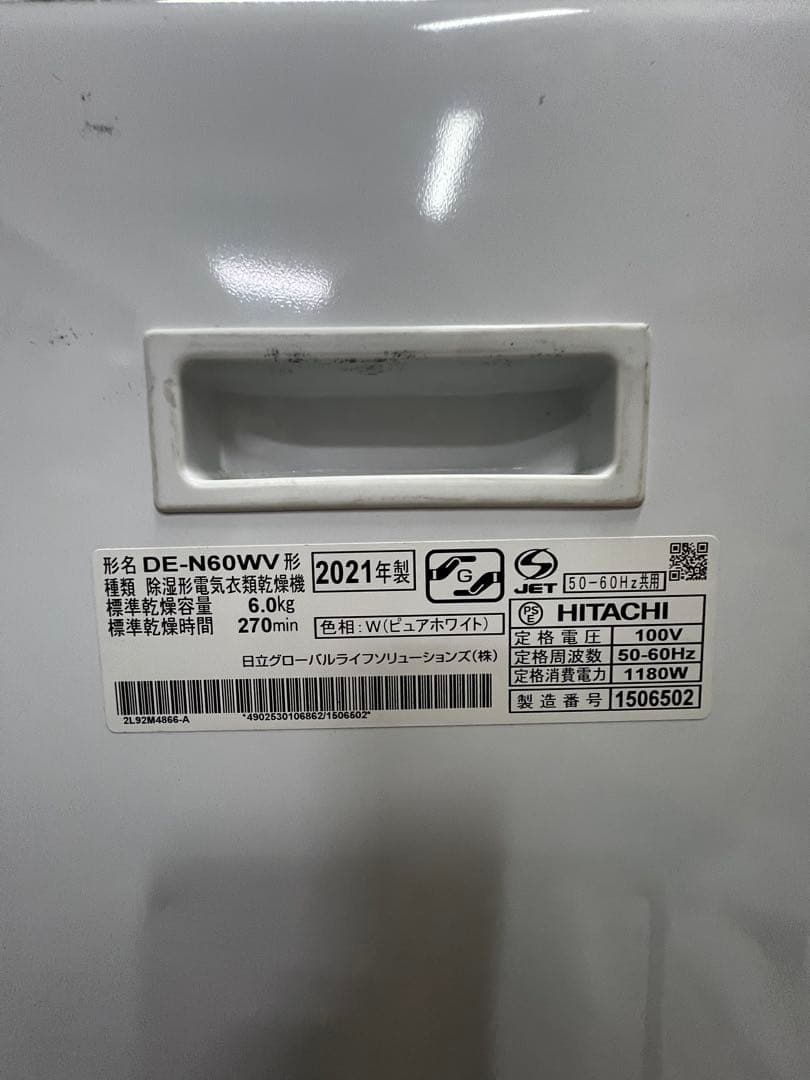 形名 DE-N60WV 形
2021年製
種類 除湿形電気衣類乾燥機
標準乾燥容量 6.0kg
標準乾燥時間 270min
色相:W(ピュアホワイト)
日立グローバルライフソリューションズ(株)
2L92M4866-A
*4902530106862/1506502*
G
JET
50-60Hz共用
PSE
HITACHI
定格電圧 100V
定格周波数 50-60Hz
定格消費電力 1180W
製造番号 1506502